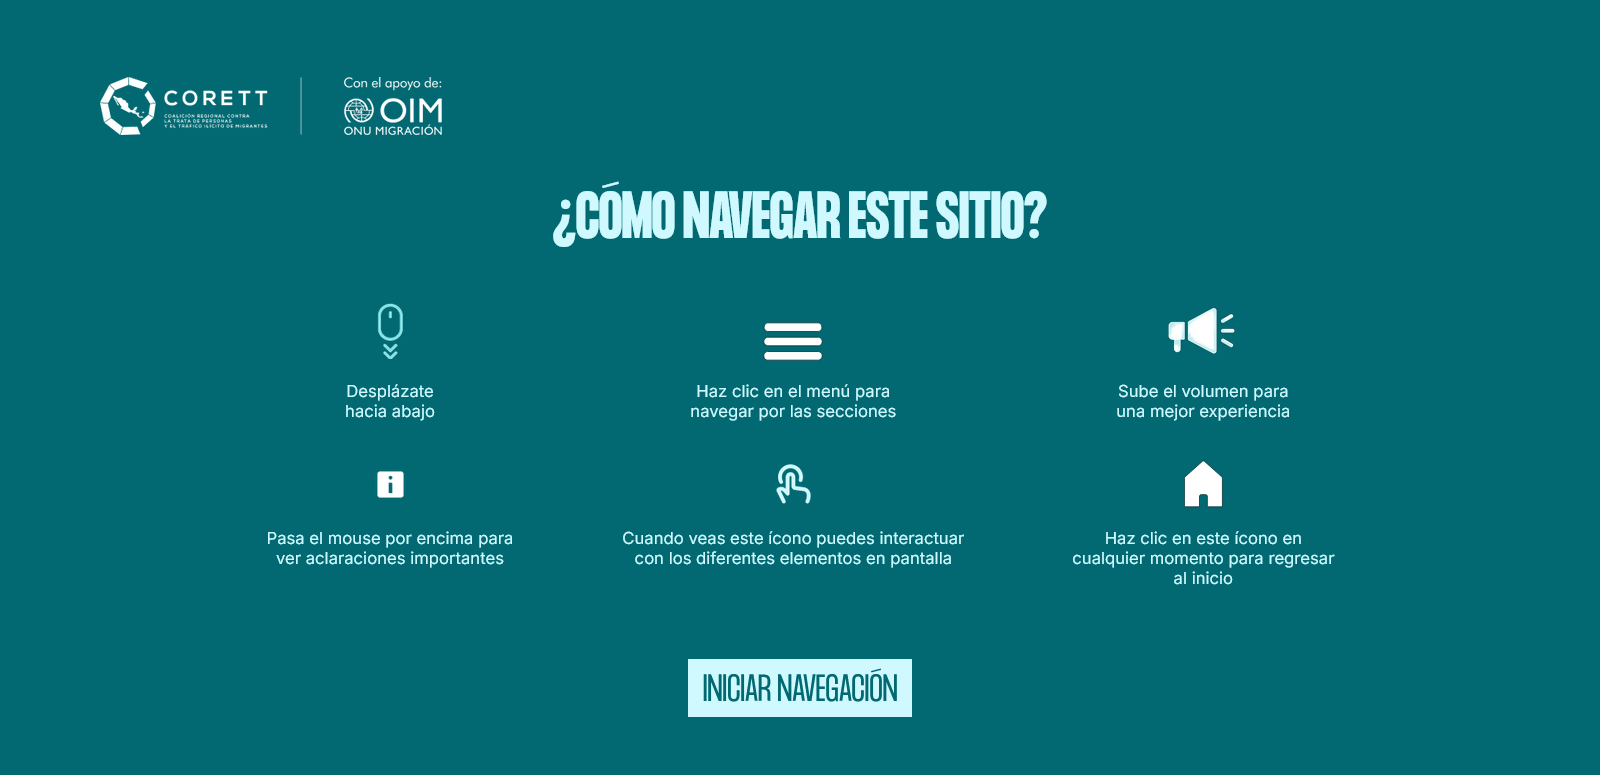 CORETT
COALICIÓN REGIONAL CONTRA
LA TRATA DE PERSONAS
Y EL TRÁFICO ILÍCITO DE MIGRANTES
Con el apoyo de:
OIM
ONU MIGRACIÓN
¿CÓMO NAVEGAR ESTE SITIO?
Desplázate
hacia abajo
Haz clic en el menú para
navegar por las secciones
Sube el volumen para
una mejor experiencia
Pasa el mouse por encima para
ver aclaraciones importantes
Cuando veas este ícono puedes interactuar
con los diferentes elementos en pantalla
Haz clic en este ícono en
cualquier momento para regresar
al inicio
INICIAR NAVEGACIÓN